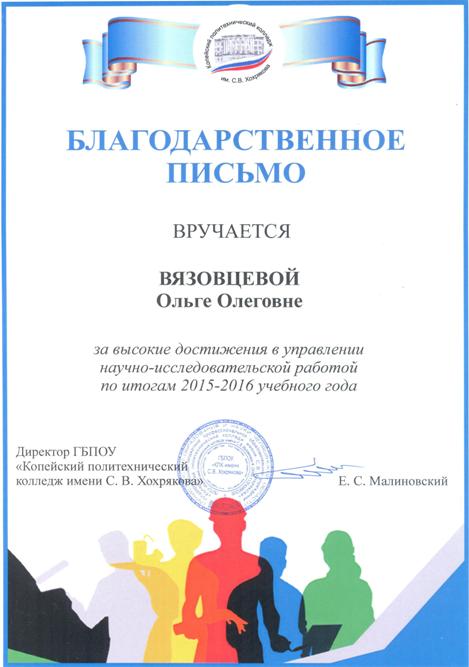 Копейский политехнический колледж
им. С.В. Хохрякова
БЛАГОДАРСТВЕННОЕ
ПИСЬМО
ВРУЧАЕТСЯ
ВЯЗОВЦЕВОЙ
Ольге Олеговне
за высокие достижения в управлении
научно-исследовательской работой
по итогам 2015-2016 учебного года
Директор ГБПОУ
«Копейский политехнический
колледж имени С. В. Хохрякова»
Е. С. Малиновский
ГБПОУ
«КПК имени
С.В. Хохрякова»